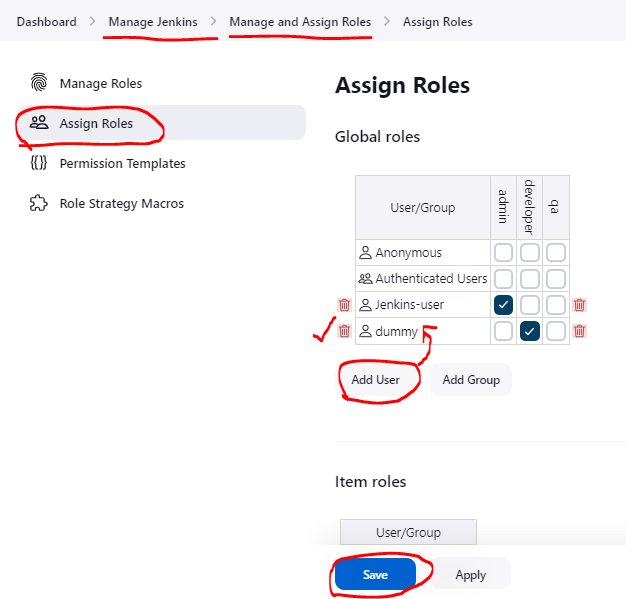 Dashboard > Manage Jenkins > Manage and Assign Roles > Assign Roles
Manage Roles
Assign Roles
Permission Templates
Role Strategy Macros
Assign Roles
Global roles
User/Group admin developer qa
Anonymous
Authenticated Users
Jenkins-user
dummy
Add User Add Group
Item roles
User/Group
Save Apply